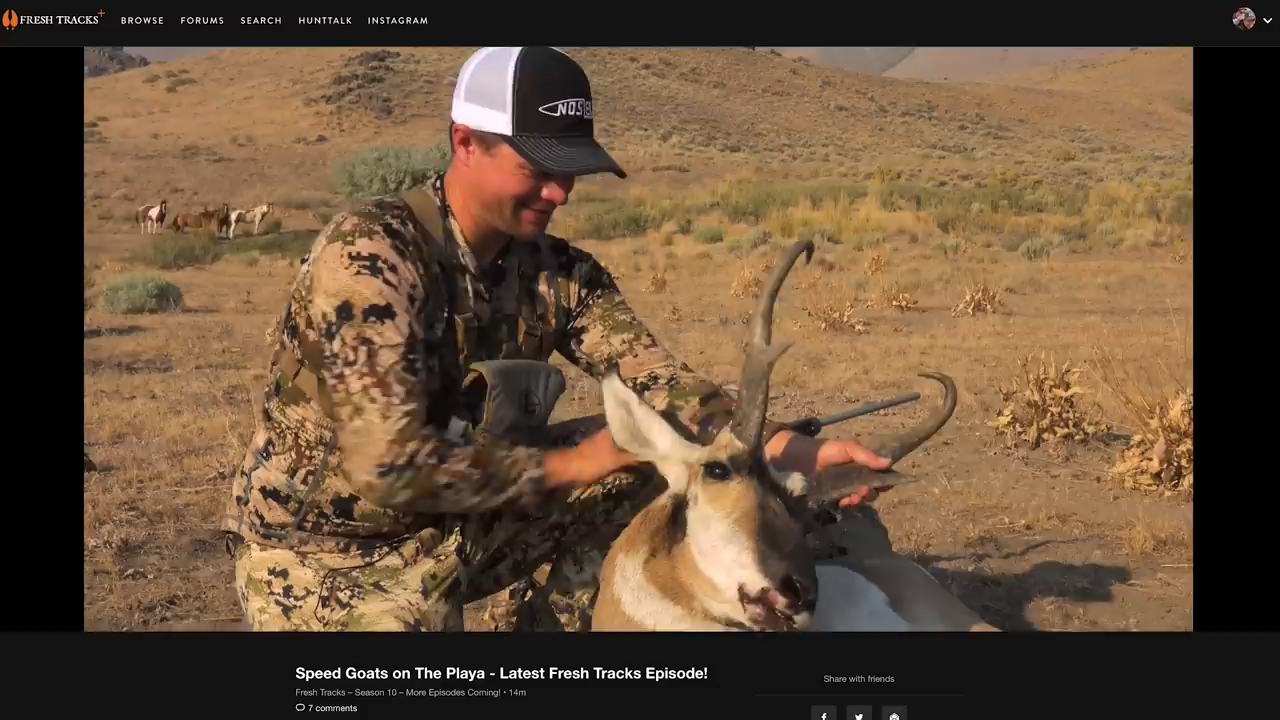 FRESH TRACKS+ BROWSE FORUMS SEARCH HUNTTALK INSTAGRAM
NOSLER
Speed Goats on The Playa - Latest Fresh Tracks Episode!
Fresh Tracks – Season 10 – More Episodes Coming! • 14m
7 comments
Share with friends